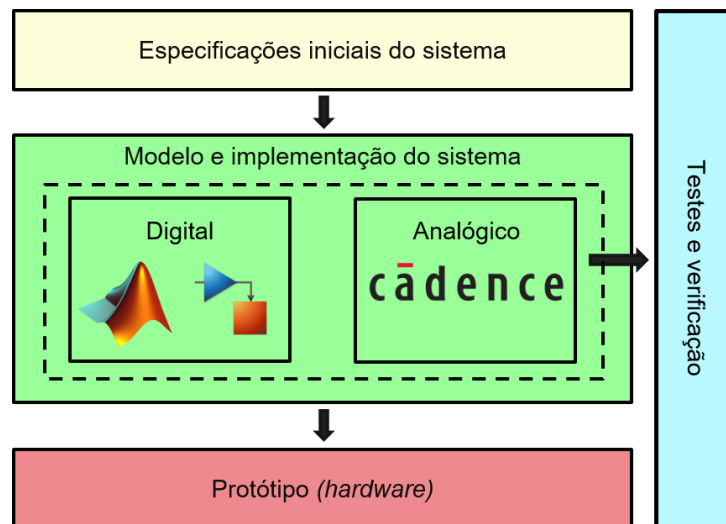 Especificações iniciais do sistema
Modelo e implementação do sistema
Digital
Analógico
cādence
Protótipo (hardware)
Testes e verificação